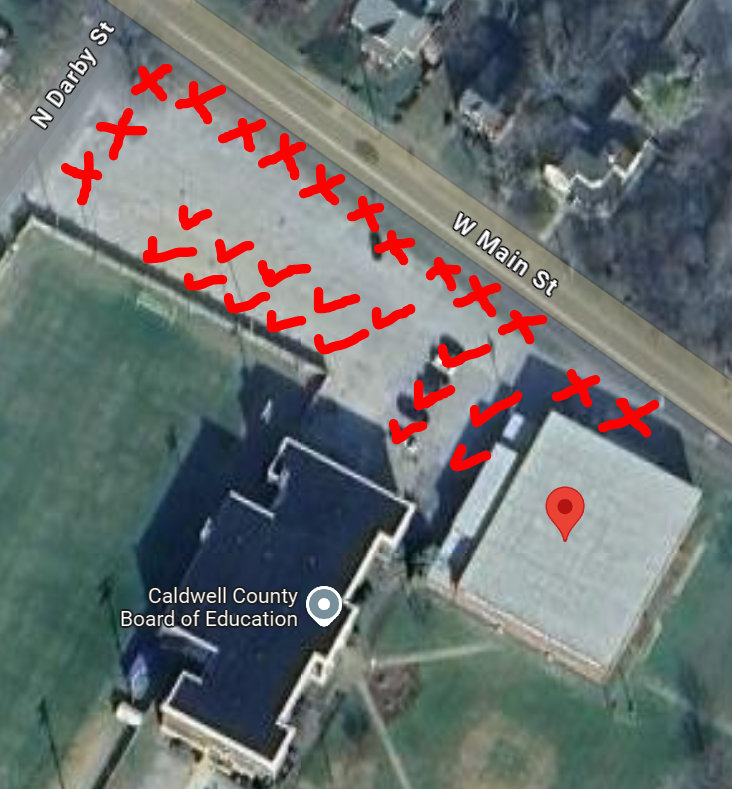 N Darby St
W Main St
Caldwell County
Board of Education